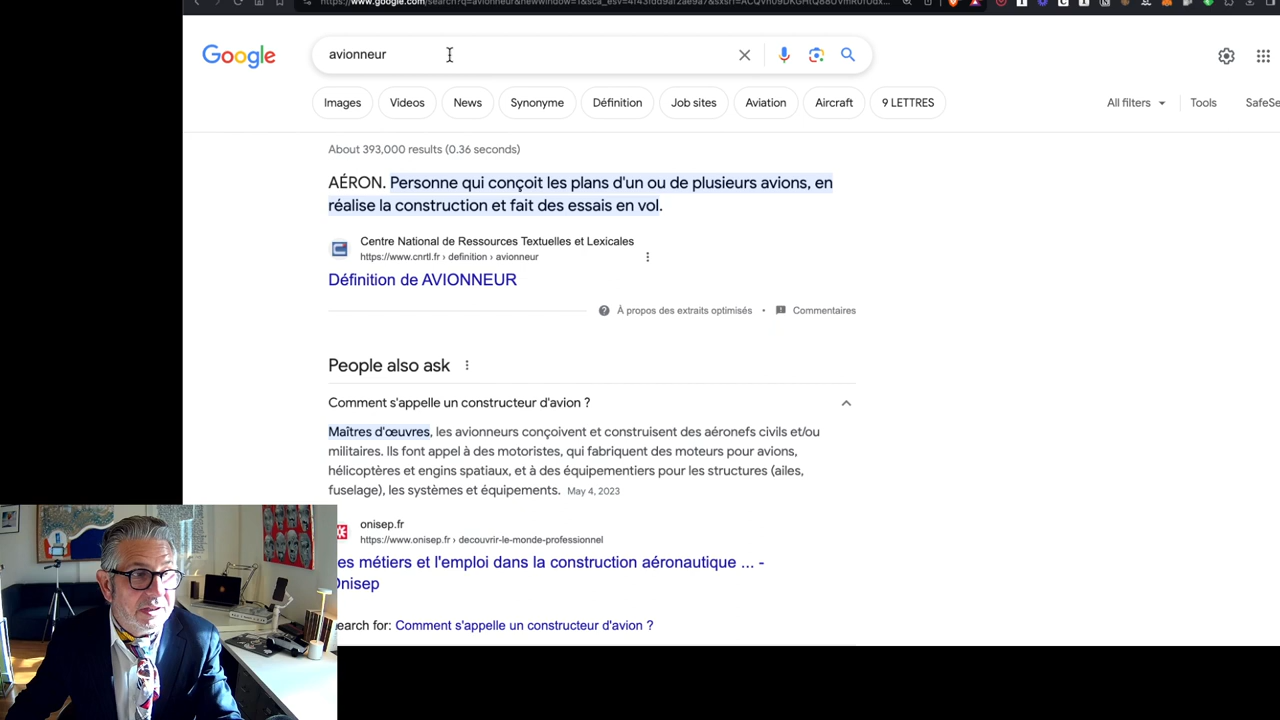 Google
avionneur
Images Videos News Synonyme Définition Job sites Aviation Aircraft 9 LETTRES All filters Tools SafeSe
About 393,000 results (0.36 seconds)
AÉRON. Personne qui conçoit les plans d'un ou de plusieurs avions, en
réalise la construction et fait des essais en vol.
Centre National de Ressources Textuelles et Lexicales
https://www.cnrtl.fr › definition › avionneur
Définition de AVIONNEUR
À propos des extraits optimisés • Commentaires
People also ask
Comment s'appelle un constructeur d'avion ?
Maîtres d'œuvres, les avionneurs conçoivent et construisent des aéronefs civils et/ou
militaires. Ils font appel à des motoristes, qui fabriquent des moteurs pour avions,
hélicoptères et engins spatiaux, et à des équipementiers pour les structures (ailes,
fuselage), les systèmes et équipements. May 4, 2023
onisep.fr
https://www.onisep.fr › decouvrir-le-monde-professionnel
es métiers et l'emploi dans la construction aéronautique ... -
Onisep
earch for: Comment s'appelle un constructeur d'avion ?